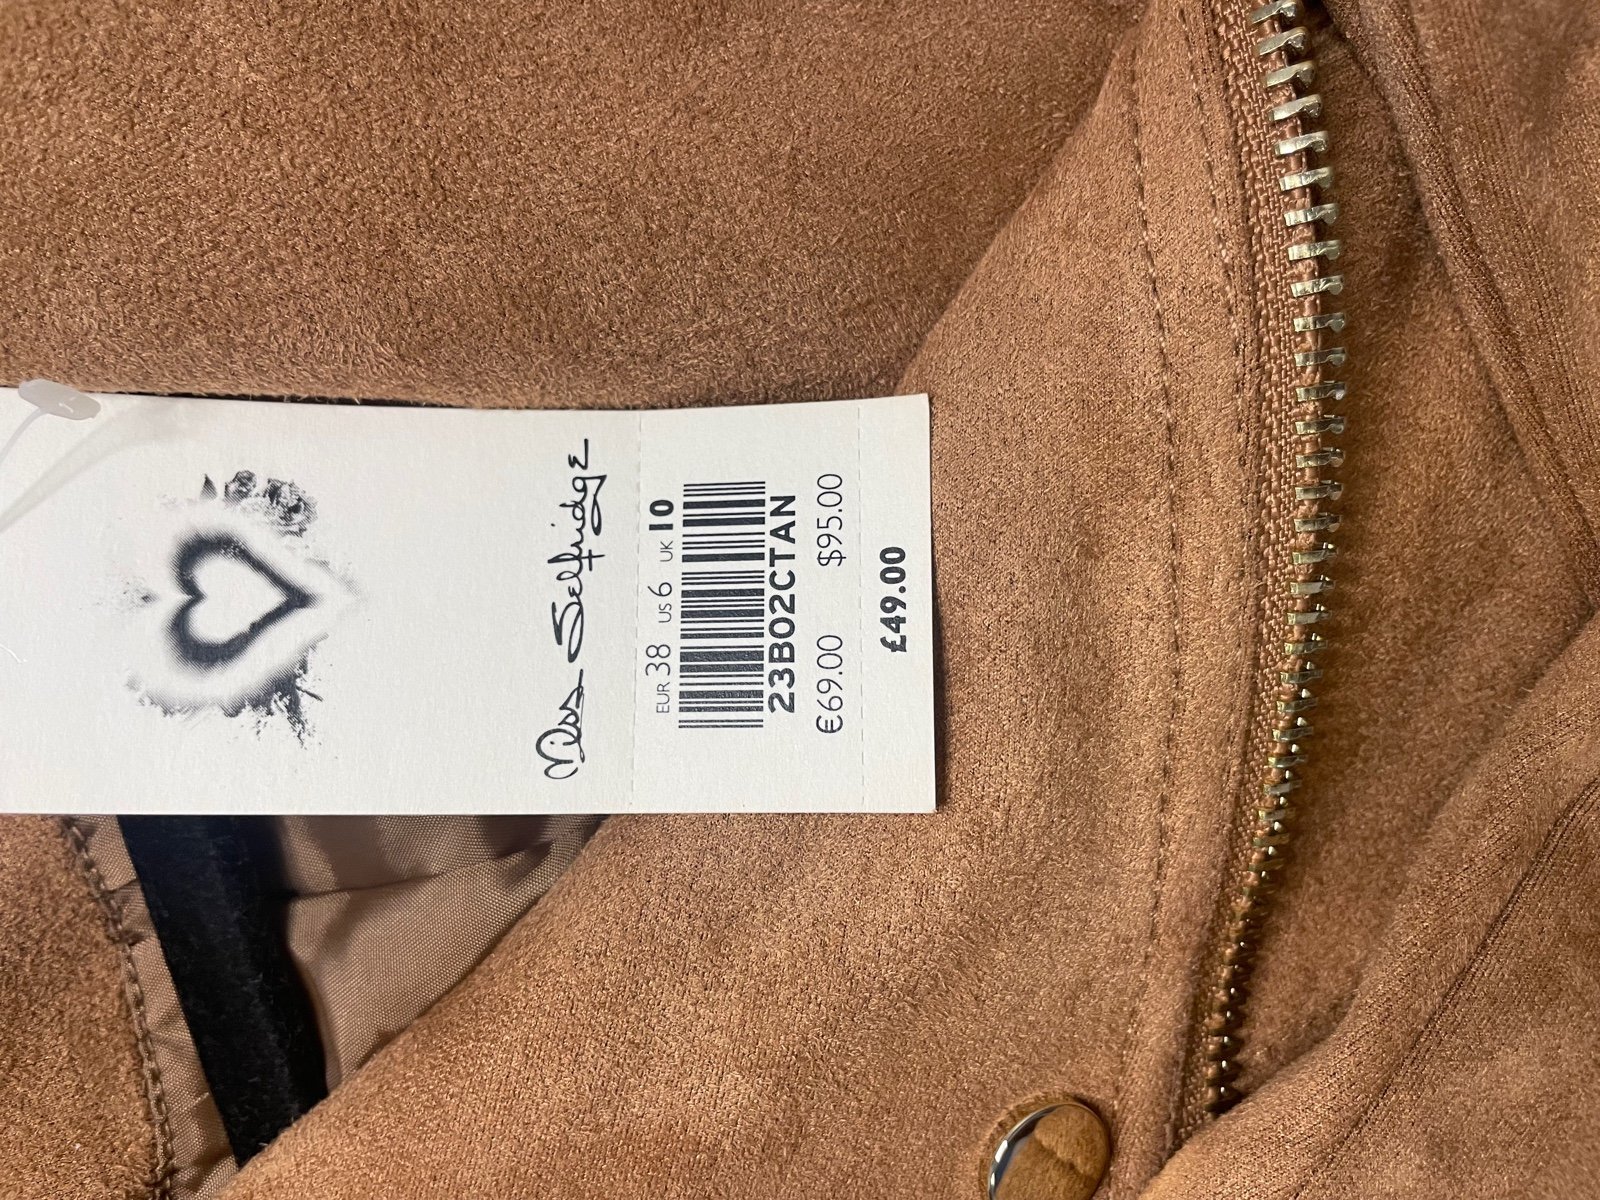 Miss Selfridge
EUR 38 US 6 UK 10
23B02CTAN
€69.00 $95.00
£49.00